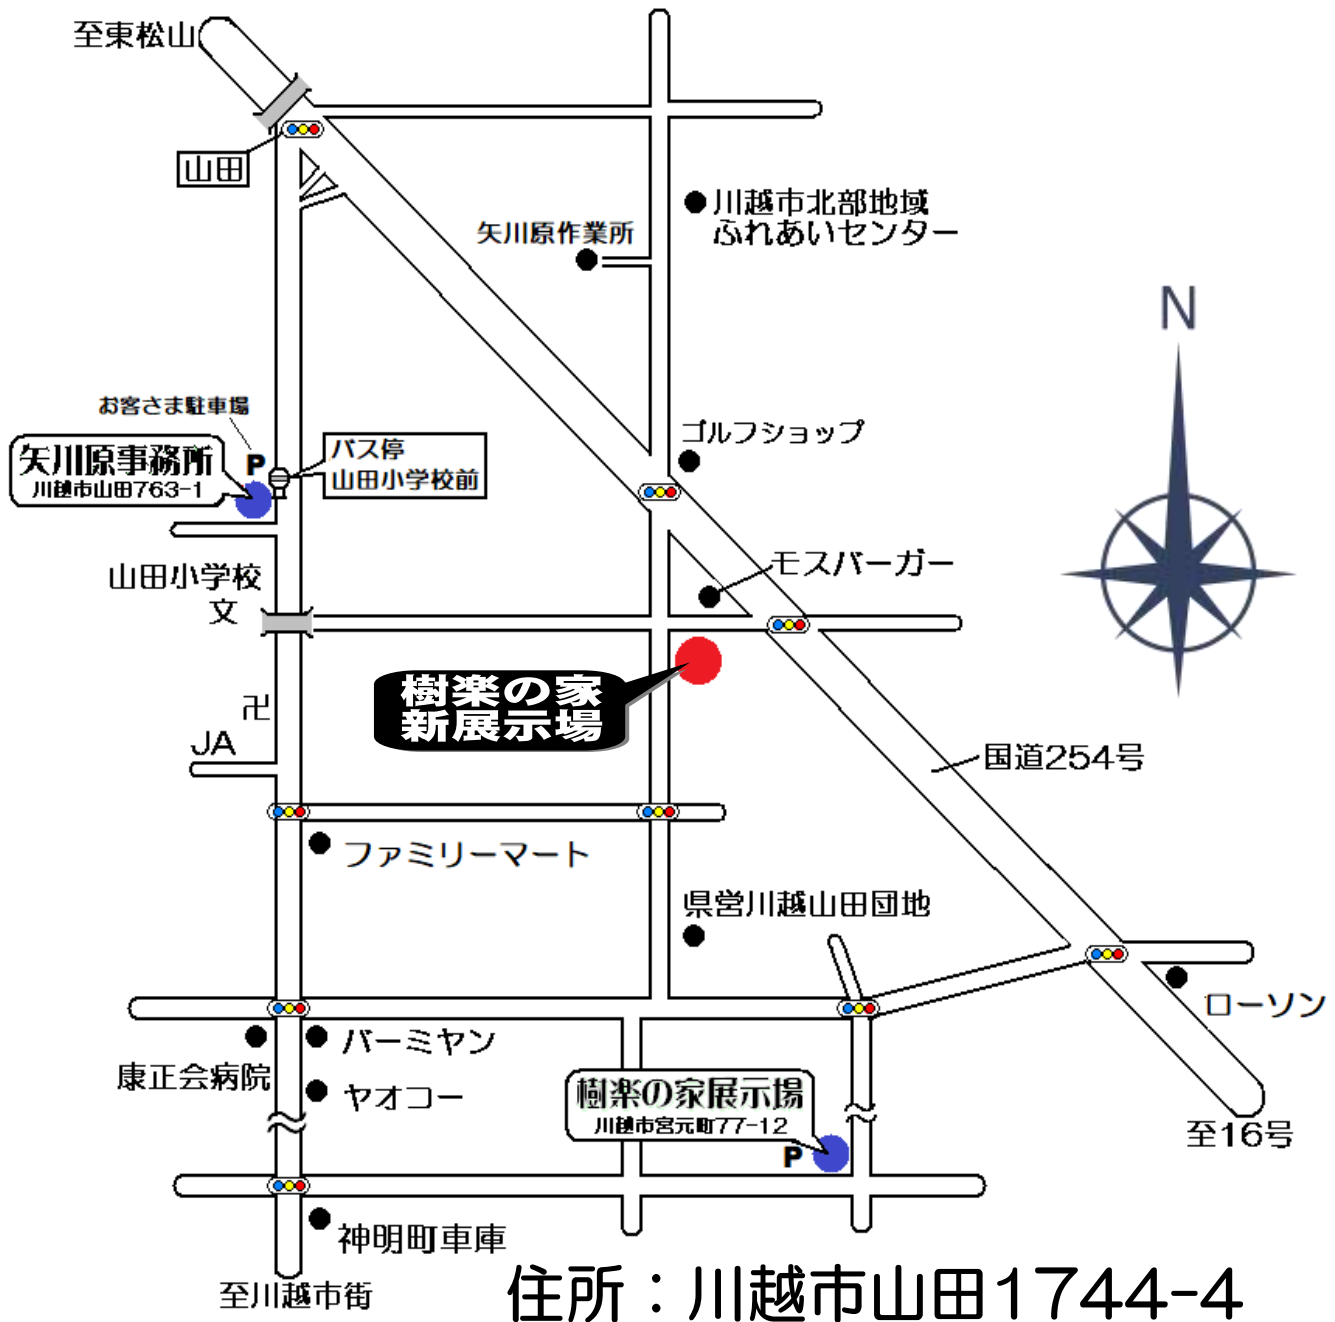 至東松山
山田
川越市北部地域
ふれあいセンター
矢川原作業所
N
お客さま駐車場
ゴルフショップ
矢川原事務所
川越市山田763-1
P
バス停
山田小学校前
山田小学校
文
モスバーガー
樹楽の家
新展示場
卍
JA
国道254号
ファミリーマート
県営川越山田団地
ローソン
康正会病院
バーミヤン
ヤオコー
樹楽の家展示場
川越市宮元町77-12
P
至16号
神明町車庫
至川越市街
住所：川越市山田1744-4